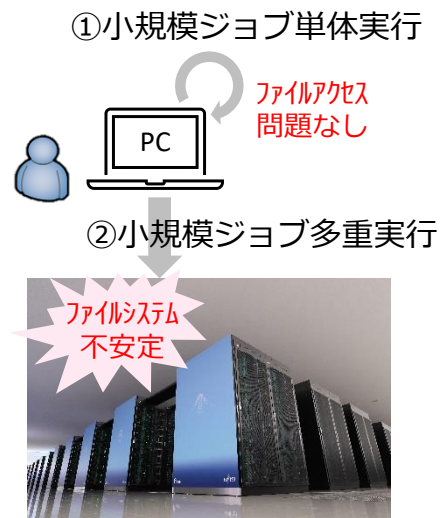 ①小規模ジョブ単体実行
ファイルアクセス
問題なし
PC
②小規模ジョブ多重実行
ファイルシステム
不安定